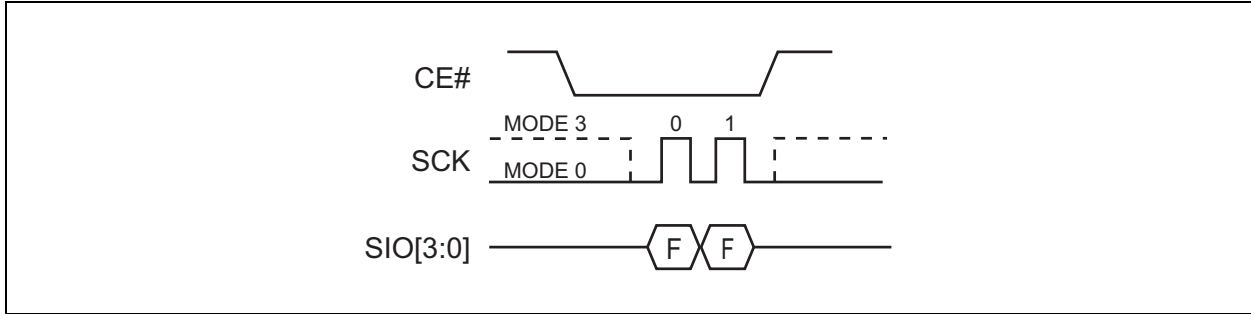 CE#
MODE 3 0 1
SCK
MODE 0
SIO[3:0] F F